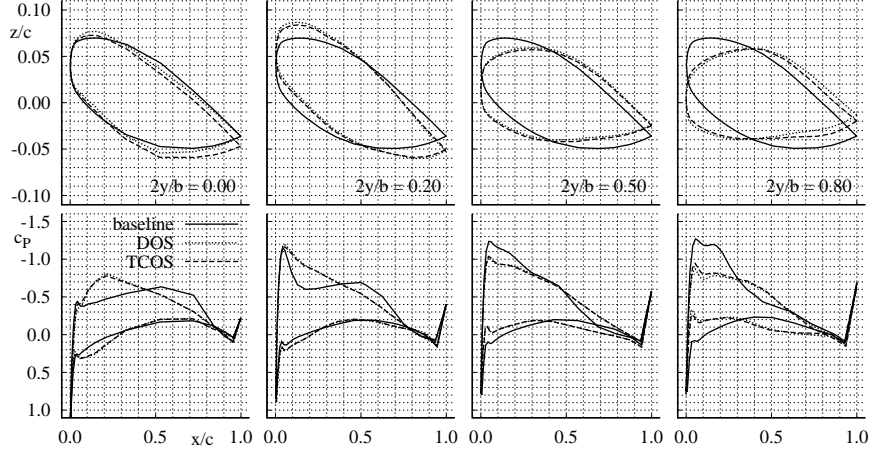 0.10
z/c
0.05
0.00
-0.05
-0.10
2y/b = 0.00
2y/b = 0.20
2y/b = 0.50
2y/b = 0.80
-1.5
cP
-1.0
-0.5
0.0
0.5
1.0
baseline
DOS
TCOS
0.0 0.5 1.0 0.0 0.5 1.0 0.0 0.5 1.0 0.0 0.5 1.0
x/c